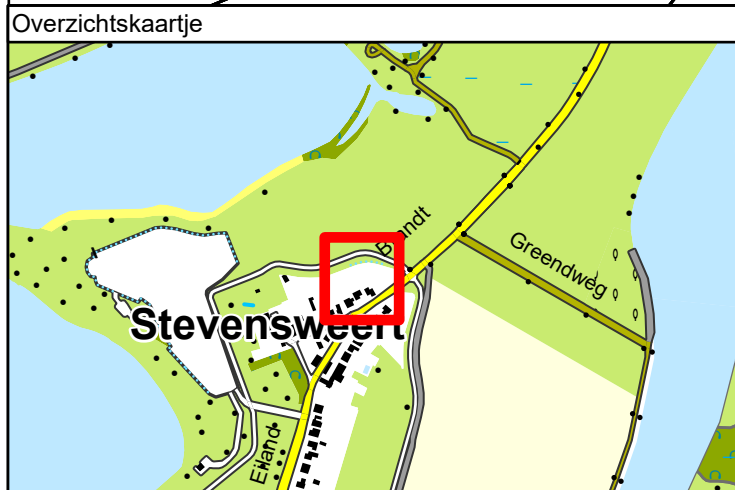 Overzichtskaartje
Brandt
Greendweg
Stevensweert
Eiland